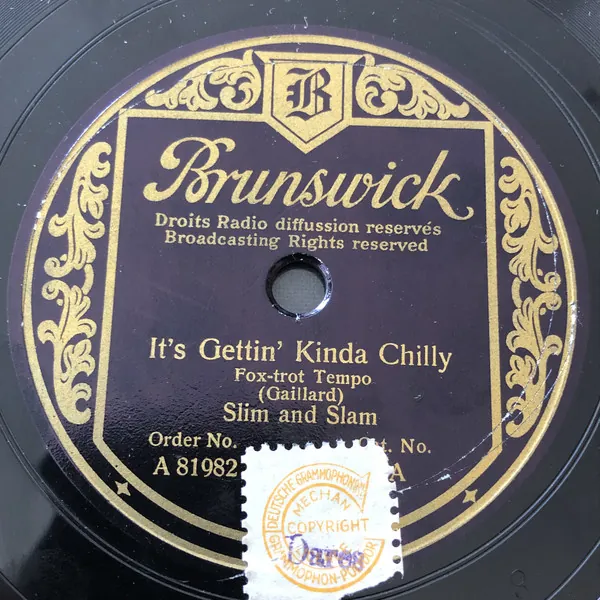 B
Brunswick
Droits Radio diffussion reservés
Broadcasting Rights reserved
It's Gettin' Kinda Chilly
Fox-trot Tempo
(Gaillard)
Slim and Slam
Order No. No.
A 81982 A
DEUTSCHE GRAMMOPHON
MECHAN
COPYRIGHT
GRAMMOPHON-POLYDOR